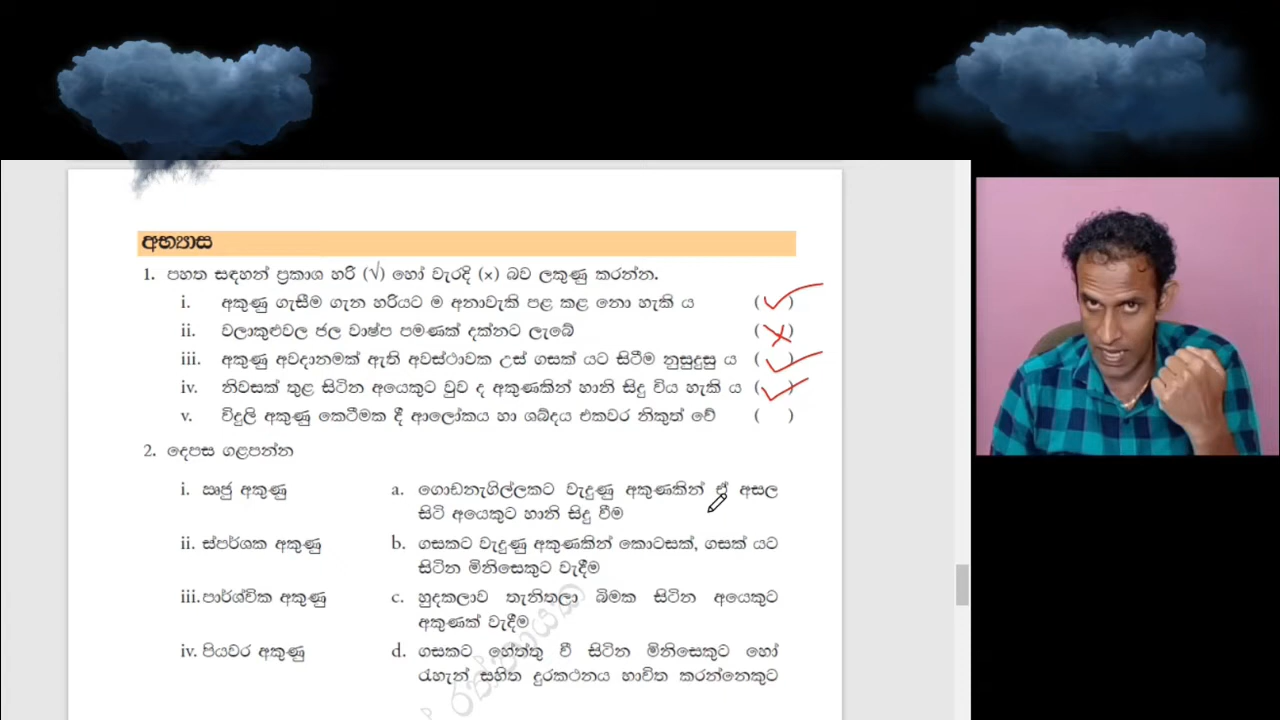 අභ්‍යාස
1. පහත සඳහන් ප්‍රකාශ හරි (√) හෝ වැරදි (×) බව ලකුණු කරන්න.
i. අකුණු ගැසීම ගැන හරියට ම අනාවැකි පළ කළ නො හැකි ය (✓)
ii. වලාකුළුවල ජල වාෂ්ප පමණක් දක්නට ලැබේ (×)
iii. අකුණු අවදානමක් ඇති අවස්ථාවක උස් ගසක් යට සිටීම නුසුදුසු ය (✓)
iv. නිවසක් තුළ සිටින අයෙකුට වුව ද අකුණකින් හානි සිදු විය හැකි ය (✓)
v. විදුලි අකුණු කෙටීමක දී ආලෝකය හා ශබ්දය එකවර නිකුත් වේ ( )
2. දෙපස ගළපන්න
i. ඍජු අකුණු a. ගොඩනැගිල්ලකට වැදුණු අකුණකින් ඒ අසල
සිටි අයෙකුට හානි සිදු වීම
ii. ස්පර්ශක අකුණු b. ගසකට වැදුණු අකුණකින් කොටසක්, ගසක් යට
සිටින මිනිසෙකුට වැදීම
iii. පාර්ශ්වික අකුණු c. හුදකලාව තැනිතලා බිමක සිටින අයෙකුට
අකුණක් වැදීම
iv. පියවර අකුණු d. ගසකට හේත්තු වී සිටින මිනිසෙකුට හෝ
රැහැන් සහිත දුරකථනය භාවිත කරන්නෙකුට